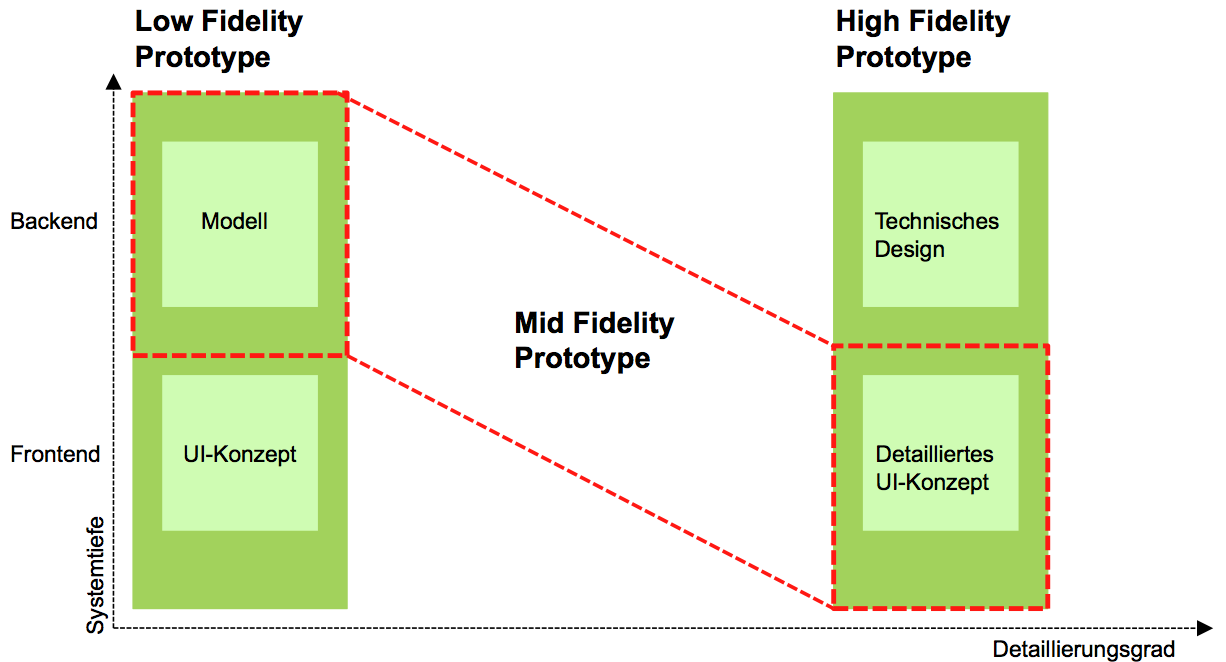 Low Fidelity
Prototype
High Fidelity
Prototype
Backend
Modell
Technisches
Design
Mid Fidelity
Prototype
Frontend
UI-Konzept
Detailliertes
UI-Konzept
Systemtiefe
Detaillierungsgrad